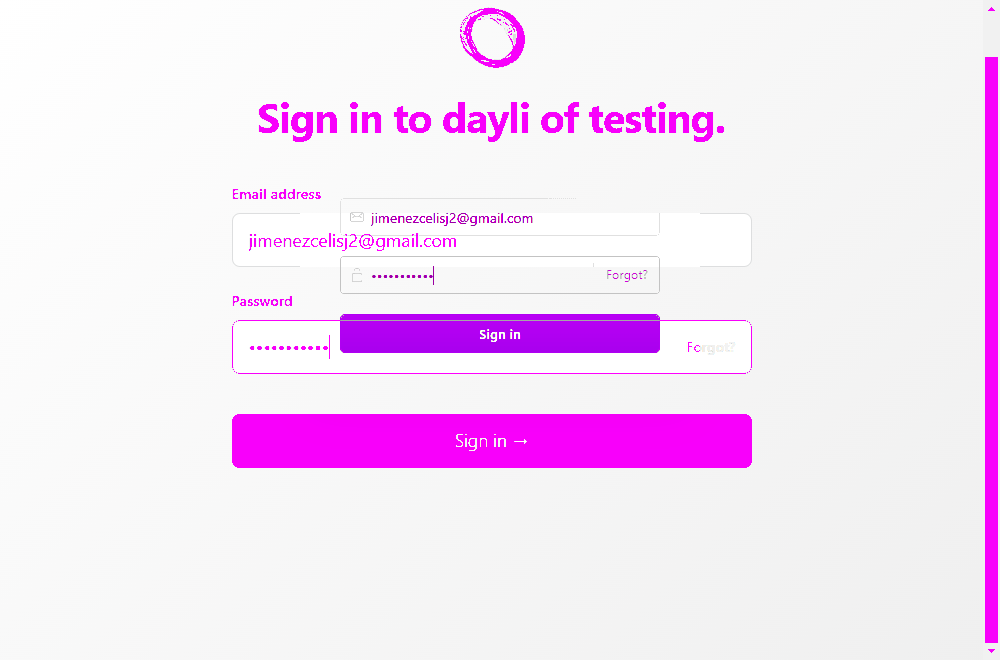 Sign in to dayli of testing.
Email address
jimenezcelisj2@gmail.com
jimenezcelisj2@gmail.com
•••••••••••
Forgot?
Password
Sign in
•••••••••••
Forgot?
Sign in →